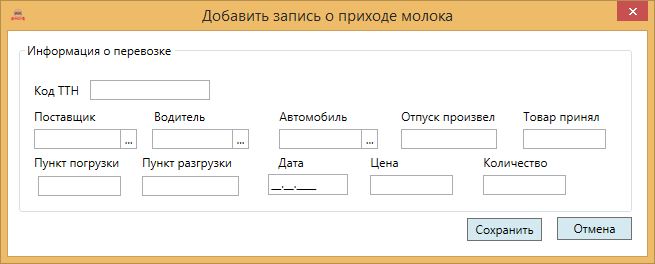 Добавить запись о приходе молока
Информация о перевозке
Код ТТН
Поставщик Водитель Автомобиль Отпуск произвел Товар принял
... ... ...
Пункт погрузки Пункт разгрузки Дата Цена Количество
__.__.____
Сохранить Отмена